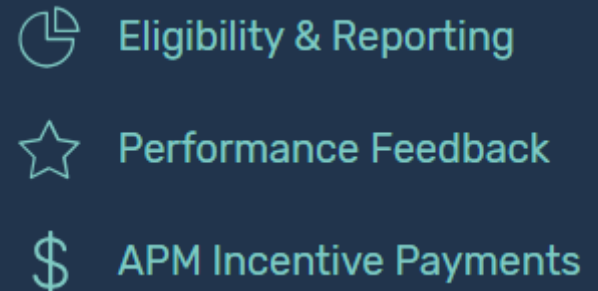 Eligibility & Reporting
Performance Feedback
APM Incentive Payments